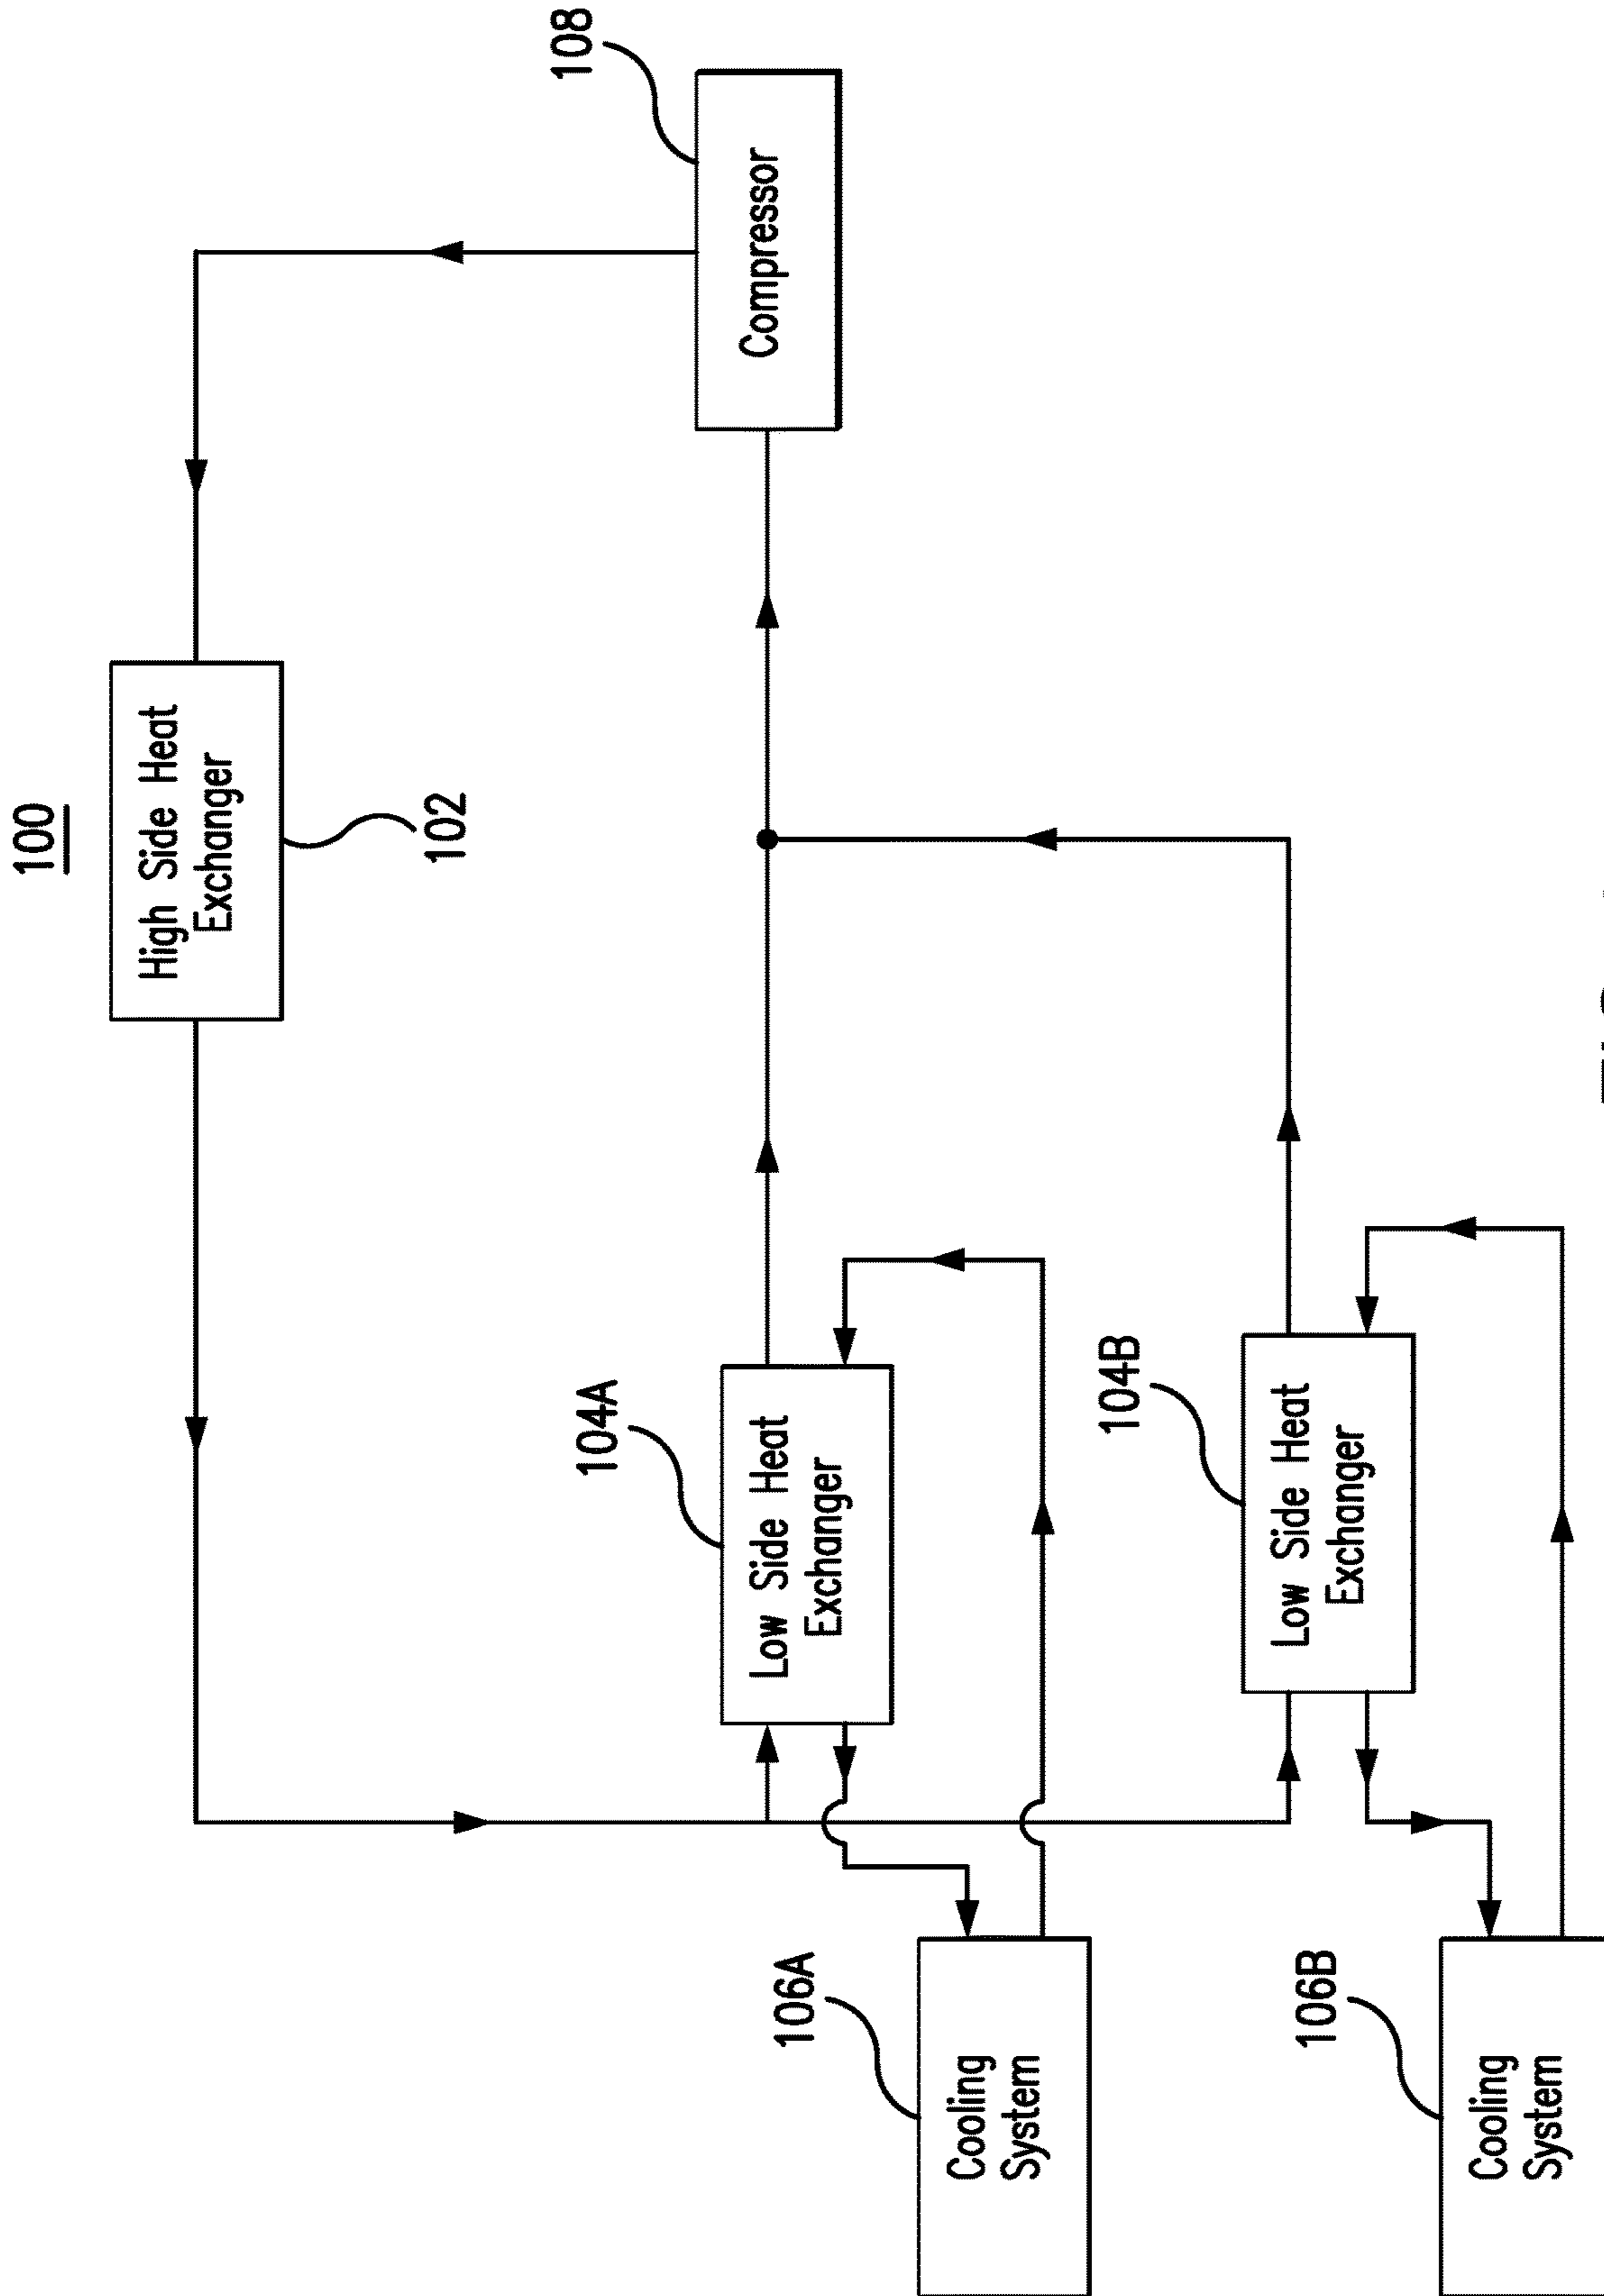 100
High Side Heat
Exchanger
102
108
Compressor
104A
Low Side Heat
Exchanger
104B
Low Side Heat
Exchanger
106A
Cooling
System
106B
Cooling
System